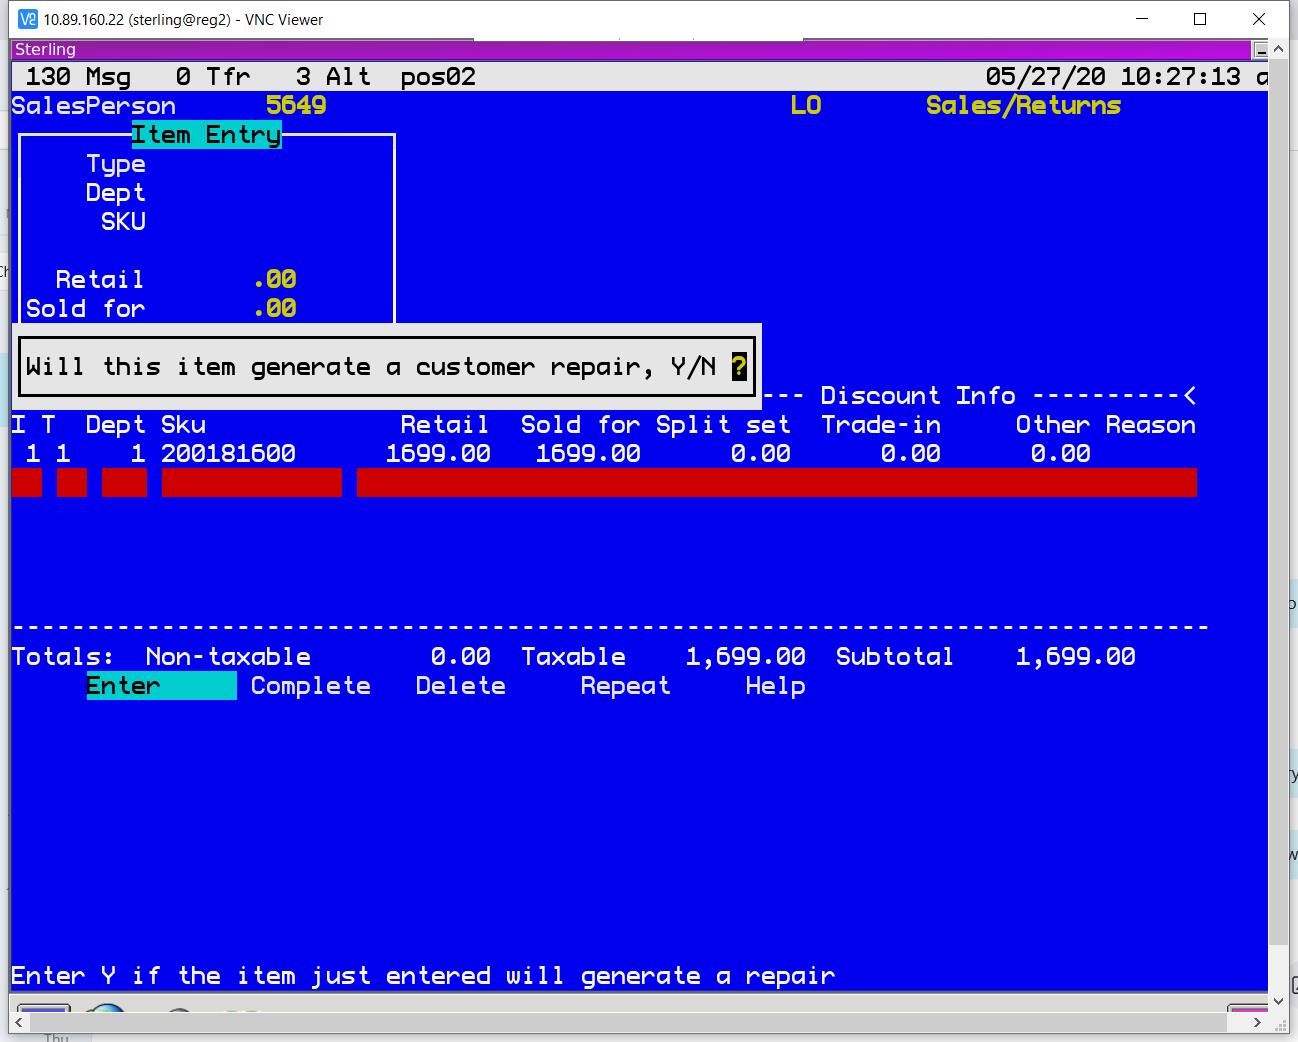 10.89.160.22 (sterling@reg2) - VNC Viewer
Sterling
130 Msg 0 Tfr 3 Alt pos02 05/27/20 10:27:13 a
SalesPerson 5649 LO Sales/Returns
Item Entry
Type
Dept
SKU
Retail .00
Sold for .00
Will this item generate a customer repair, Y/N ?
--- Discount Info ----------<
I T Dept Sku Retail Sold for Split set Trade-in Other Reason
1 1 1 200181600 1699.00 1699.00 0.00 0.00 0.00
Totals: Non-taxable 0.00 Taxable 1,699.00 Subtotal 1,699.00
Enter Complete Delete Repeat Help
Enter Y if the item just entered will generate a repair
Thu